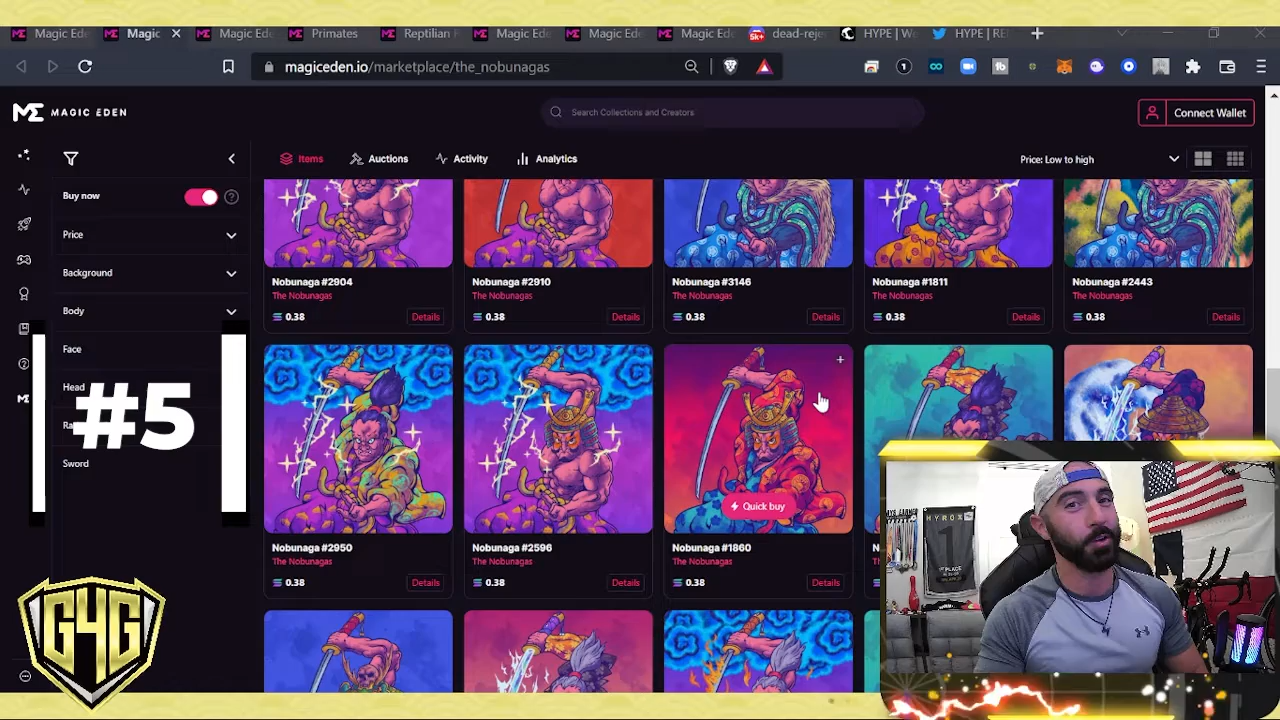 Magic Ede
Magic
Magic Ede
Primates
Reptilian
Magic Ede
Magic Ede
Magic Ede
dead-reje
HYPE | We
HYPE | RE
magiceden.io/marketplace/the_nobunagas
MAGIC EDEN
Search Collections and Creators
Connect Wallet
Items
Auctions
Activity
Analytics
Price: Low to high
Buy now
Price
Background
Body
Face
Head
Sword
#5
Nobunaga #2904
The Nobunagas
0.38
Details
Nobunaga #2910
The Nobunagas
0.38
Details
Nobunaga #3146
The Nobunagas
0.38
Details
Nobunaga #1811
The Nobunagas
0.38
Details
Nobunaga #2443
The Nobunagas
0.38
Details
Quick buy
Nobunaga #2950
The Nobunagas
0.38
Details
Nobunaga #2596
The Nobunagas
0.38
Details
Nobunaga #1860
The Nobunagas
0.38
Details
G4G
HYROX
1